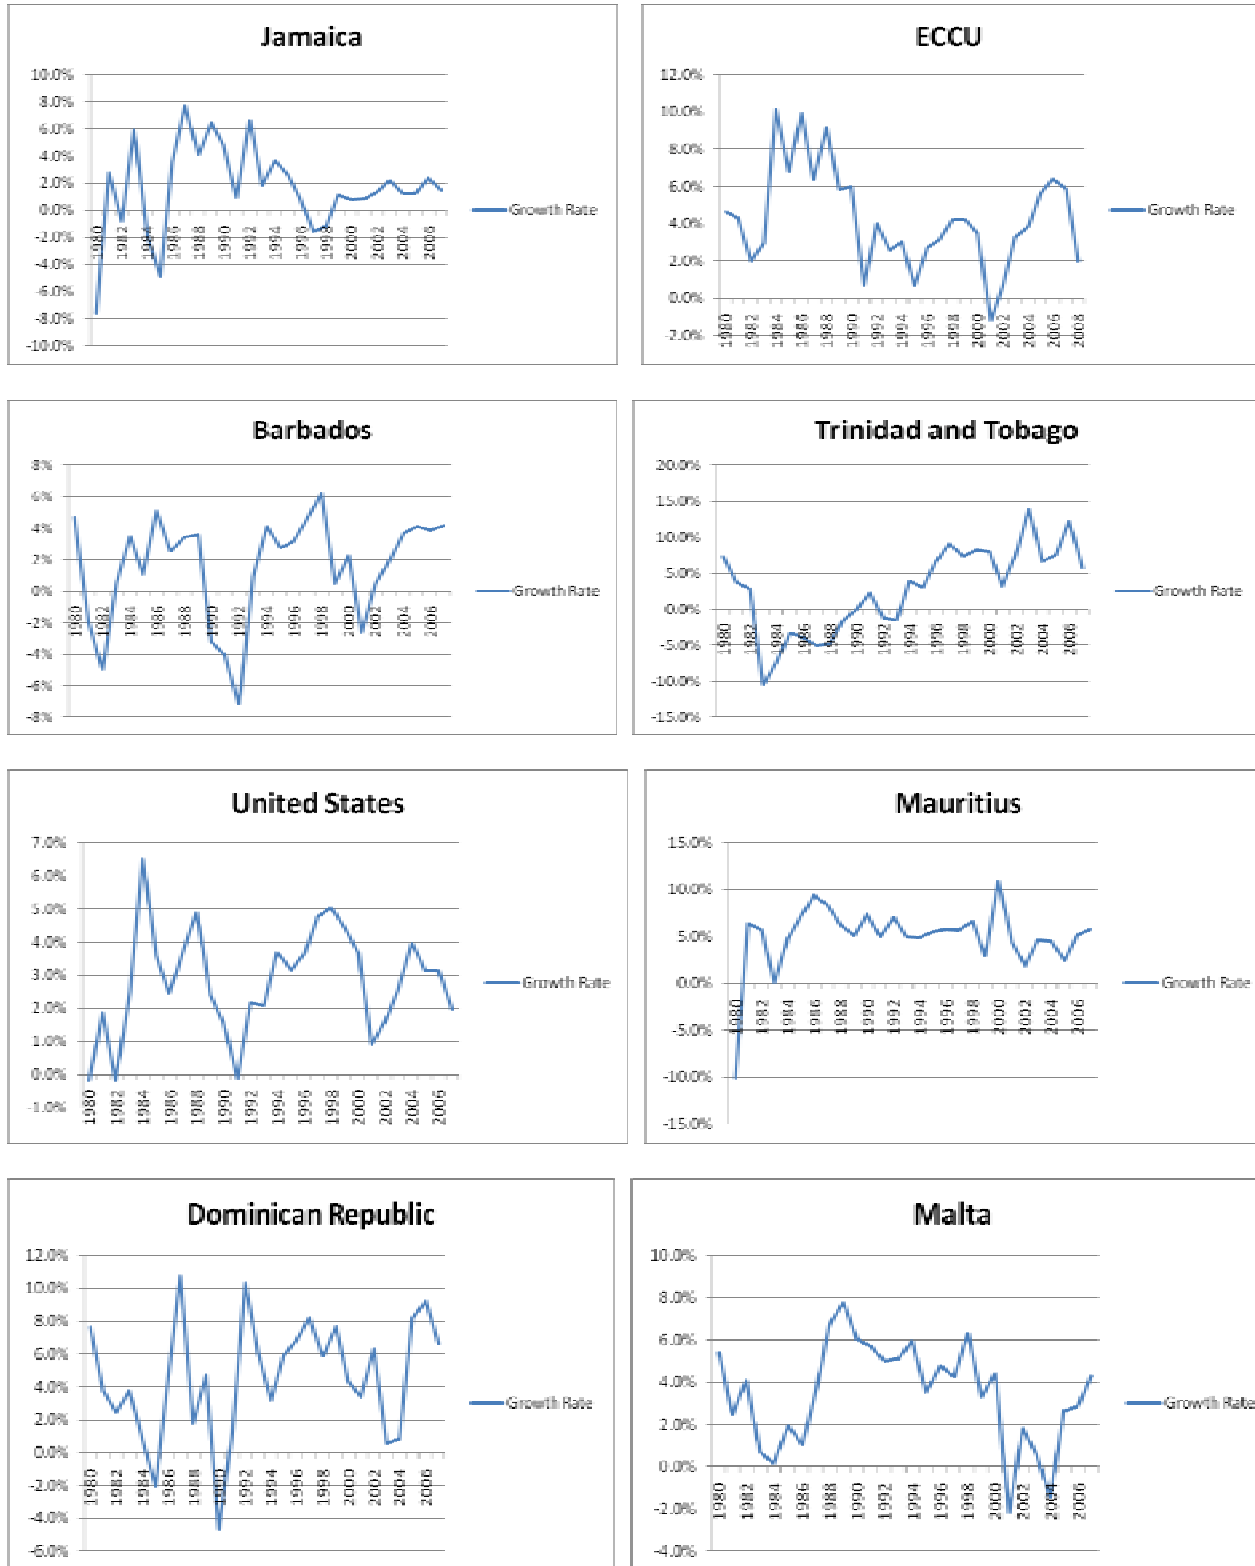 Jamaica
10.0%
8.0%
6.0%
4.0%
2.0%
0.0%
-2.0%
-4.0%
-6.0%
-8.0%
-10.0%
1980 1982 1984 1986 1988 1990 1992 1994 1996 1998 2000 2002 2004 2006
Growth Rate
ECCU
12.0%
10.0%
8.0%
6.0%
4.0%
2.0%
0.0%
-2.0%
1980 1982 1984 1986 1988 1990 1992 1994 1996 1998 2000 2002 2004 2006 2008
Growth Rate
Barbados
8%
6%
4%
2%
0%
-2%
-4%
-6%
-8%
1980 1982 1984 1986 1988 1990 1992 1994 1996 1998 2000 2002 2004 2006
Growth Rate
Trinidad and Tobago
20.0%
15.0%
10.0%
5.0%
0.0%
-5.0%
-10.0%
-15.0%
1980 1982 1984 1986 1988 1990 1992 1994 1996 1998 2000 2002 2004 2006
Growth Rate
United States
7.0%
6.0%
5.0%
4.0%
3.0%
2.0%
1.0%
0.0%
-1.0%
1980 1982 1984 1986 1988 1990 1992 1994 1996 1998 2000 2002 2004 2006
Growth Rate
Mauritius
15.0%
10.0%
5.0%
0.0%
-5.0%
-10.0%
-15.0%
1980 1982 1984 1986 1988 1990 1992 1994 1996 1998 2000 2002 2004 2006
Growth Rate
Dominican Republic
12.0%
10.0%
8.0%
6.0%
4.0%
2.0%
0.0%
-2.0%
-4.0%
-6.0%
1980 1982 1984 1986 1988 1990 1992 1994 1996 1998 2000 2002 2004 2006
Growth Rate
Malta
10.0%
8.0%
6.0%
4.0%
2.0%
0.0%
-2.0%
-4.0%
1980 1982 1984 1986 1988 1990 1992 1994 1996 1998 2000 2002 2004 2006
Growth Rate